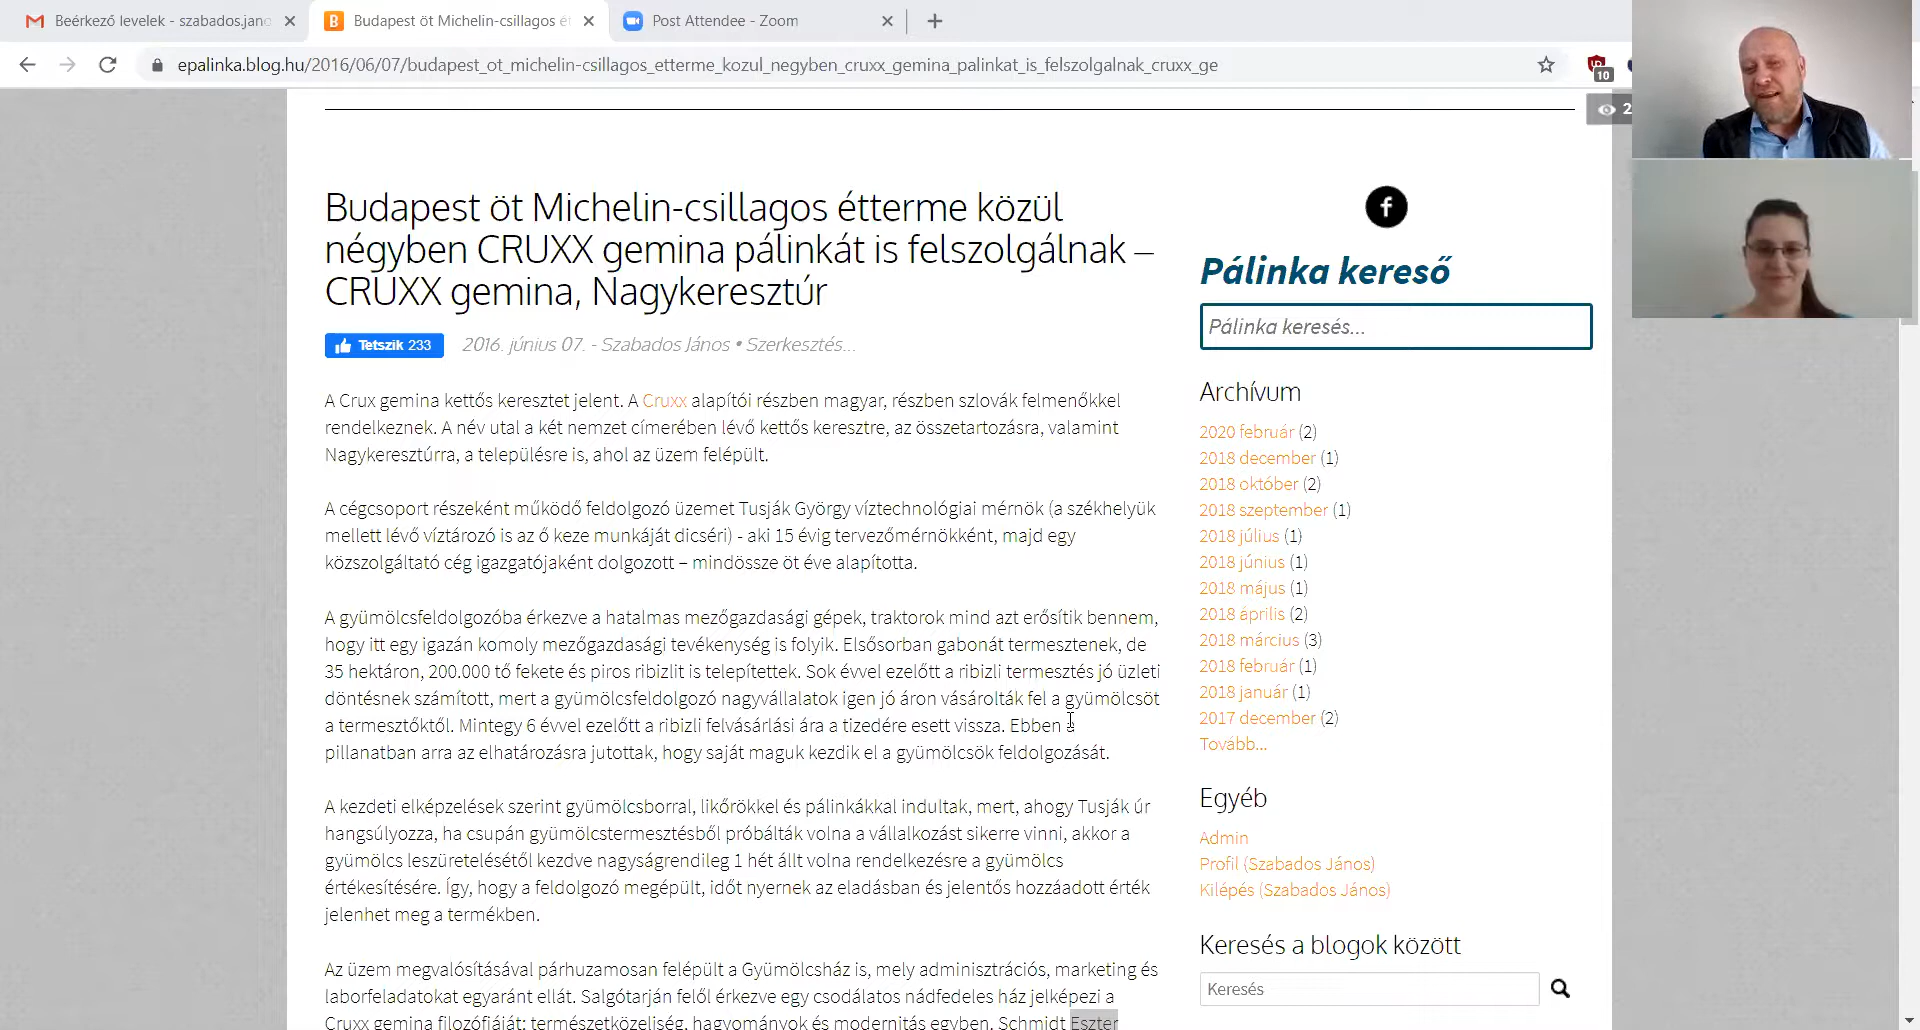 Beérkező levelek - szabados.jano
Budapest öt Michelin-csillagos ét
Post Attendee - Zoom
epalinka.blog.hu/2016/06/07/budapest_ot_michelin-csillagos_etterme_kozul_negyben_cruxx_gemina_palinkat_is_felszolgalnak_cruxx_ge
10
2
Budapest öt Michelin-csillagos étterme közül
négyben CRUXX gemina pálinkát is felszolgálnak –
CRUXX gemina, Nagykeresztúr
Tetszik 233
2016. június 07. - Szabados János • Szerkesztés...
A Crux gemina kettős keresztet jelent. A Cruxx alapítói részben magyar, részben szlovák felmenőkkel
rendelkeznek. A név utal a két nemzet címerében lévő kettős keresztre, az összetartozásra, valamint
Nagykeresztúrra, a településre is, ahol az üzem felépült.
A cégcsoport részeként működő feldolgozó üzemet Tusják György víztechnológiai mérnök (a székhelyük
mellett lévő víztározó is az ő keze munkáját dicséri) - aki 15 évig tervezőmérnökként, majd egy
közszolgáltató cég igazgatójaként dolgozott – mindössze öt éve alapította.
A gyümölcsfeldolgozóba érkezve a hatalmas mezőgazdasági gépek, traktorok mind azt erősítik bennem,
hogy itt egy igazán komoly mezőgazdasági tevékenység is folyik. Elsősorban gabonát termesztenek, de
35 hektáron, 200.000 tő fekete és piros ribizlit is telepítettek. Sok évvel ezelőtt a ribizli termesztés jó üzleti
döntésnek számított, mert a gyümölcsfeldolgozó nagyvállalatok igen jó áron vásárolták fel a gyümölcsöt
a termesztőktől. Mintegy 6 évvel ezelőtt a ribizli felvásárlási ára a tizedére esett vissza. Ebben a
pillanatban arra az elhatározásra jutottak, hogy saját maguk kezdik el a gyümölcsök feldolgozását.
A kezdeti elképzelések szerint gyümölcsborral, likőrökkel és pálinkákkal indultak, mert, ahogy Tusják úr
hangsúlyozza, ha csupán gyümölcstermesztésből próbálták volna a vállalkozást sikerre vinni, akkor a
gyümölcs leszüretelésétől kezdve nagyságrendileg 1 hét állt volna rendelkezésre a gyümölcs
értékesítésére. Így, hogy a feldolgozó megépült, időt nyernek az eladásban és jelentős hozzáadott érték
jelenhet meg a termékben.
Az üzem megvalósításával párhuzamosan felépült a Gyümölcsház is, mely adminisztrációs, marketing és
laborfeladatokat egyaránt ellát. Salgótarján felől érkezve egy csodálatos nádfedeles ház jelképezi a
Cruxx gemina filozófiáját: természetközeliség, hagyományok és modernitás egyben. Schmidt Eszter
Pálinka kereső
Pálinka keresés...
Archívum
2020 február (2)
2018 december (1)
2018 október (2)
2018 szeptember (1)
2018 július (1)
2018 június (1)
2018 május (1)
2018 április (2)
2018 március (3)
2018 február (1)
2018 január (1)
2017 december (2)
Tovább...
Egyéb
Admin
Profil (Szabados János)
Kilépés (Szabados János)
Keresés a blogok között
Keresés